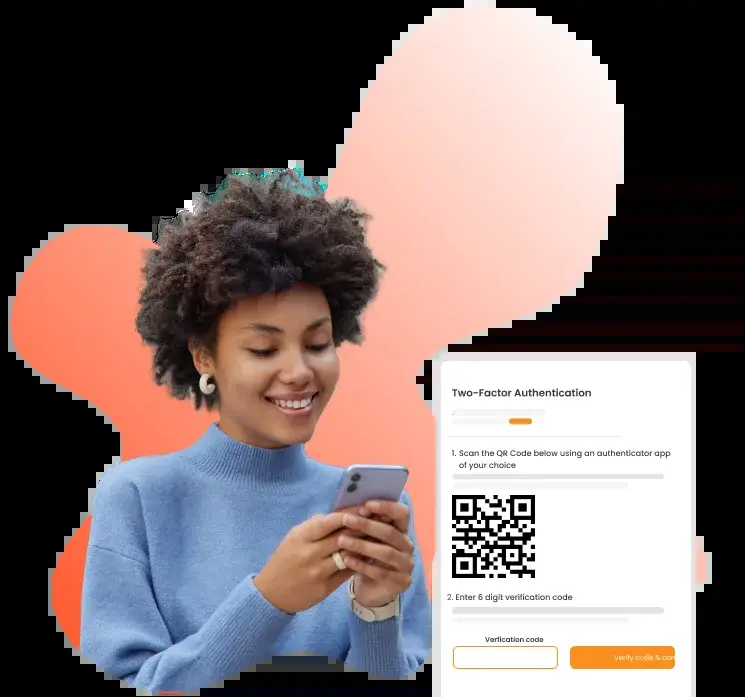 Two-Factor Authentication
1. Scan the QR Code below using an authenticator app
of your choice
2. Enter 6 digit verification code
Verfication code
Verify code & con